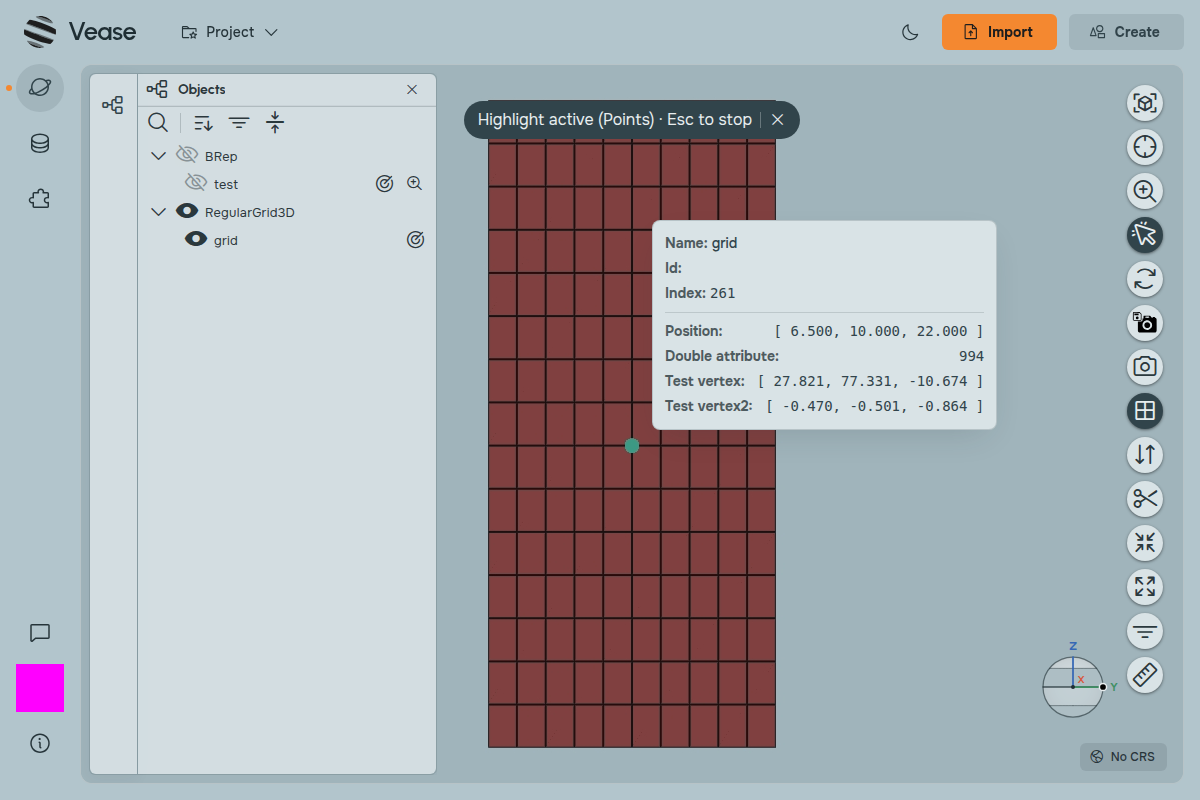 Vease
Project
Import
Create
Objects
BRep
test
RegularGrid3D
grid
Highlight active (Points) · Esc to stop
Name: grid
Id:
Index: 261
Position: [ 6.500, 10.000, 22.000 ]
Double attribute: 994
Test vertex: [ 27.821, 77.331, -10.674 ]
Test vertex2: [ -0.470, -0.501, -0.864 ]
Z
X
Y
No CRS